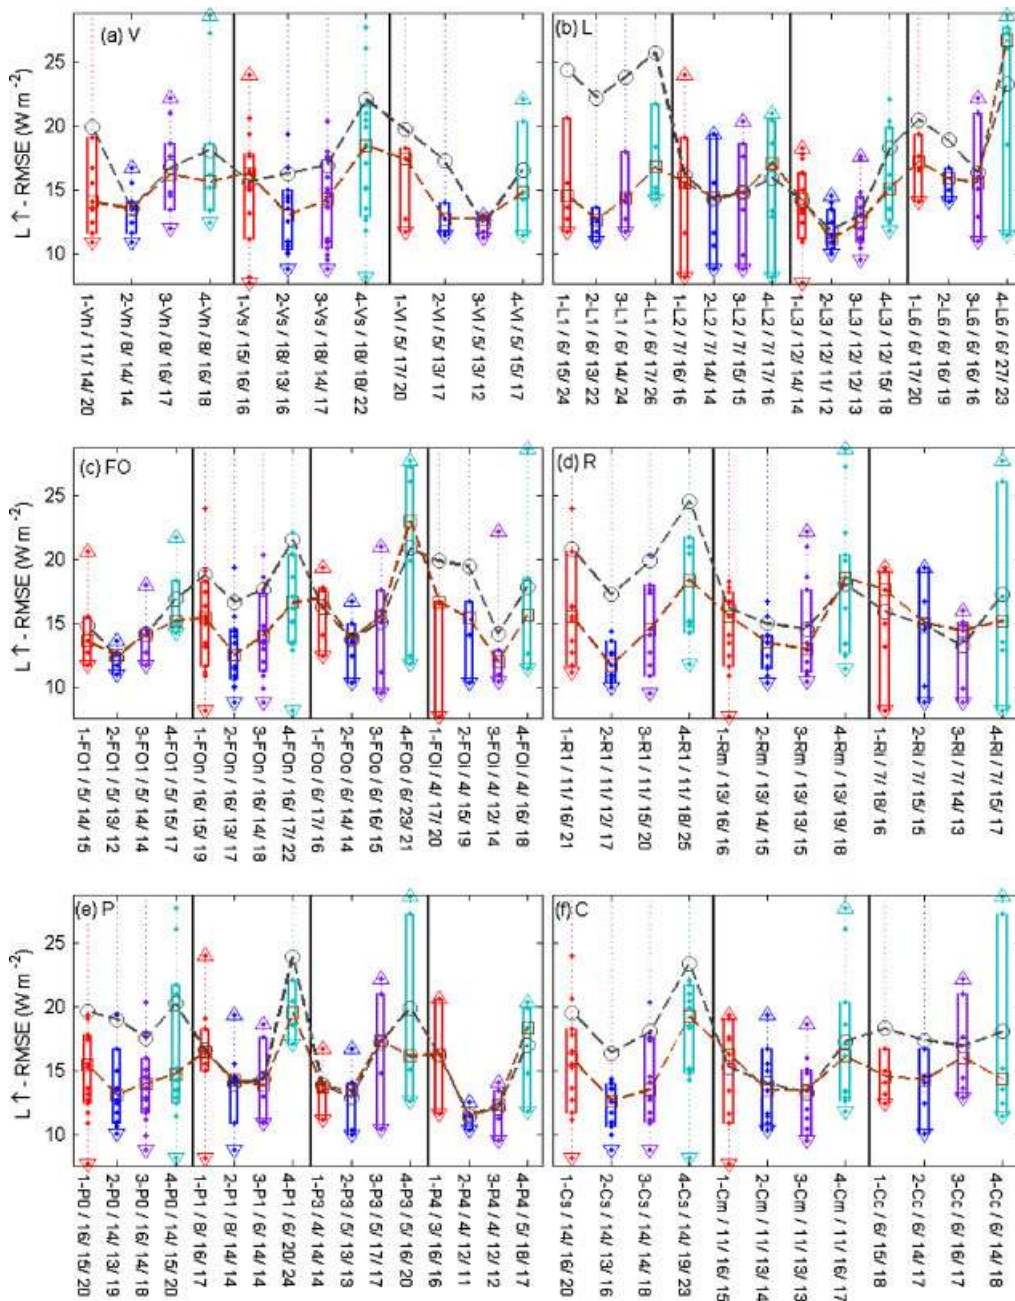 (a) V
(b) L
L ↑ - RMSE (W m⁻²)
25
20
15
10
1-Vn / 11/ 14/ 20
2-Vn / 8/ 14/ 14
3-Vn / 8/ 16/ 17
4-Vn / 8/ 16/ 18
1-Vs / 15/ 16/ 16
2-Vs / 18/ 13/ 16
3-Vs / 18/ 14/ 17
4-Vs / 18/ 18/ 22
1-Vl / 5/ 17/ 20
2-Vl / 5/ 13/ 17
3-Vl / 5/ 13/ 12
4-Vl / 5/ 15/ 17
1-L1 / 6/ 15/ 24
2-L1 / 6/ 13/ 22
3-L1 / 6/ 14/ 24
4-L1 / 6/ 17/ 26
1-L2 / 7/ 16/ 16
2-L2 / 7/ 14/ 14
3-L2 / 7/ 15/ 15
4-L2 / 7/ 17/ 16
1-L3 / 12/ 14/ 14
2-L3 / 12/ 11/ 12
3-L3 / 12/ 12/ 13
4-L3 / 12/ 15/ 18
1-L6 / 6/ 17/ 20
2-L6 / 6/ 16/ 19
3-L6 / 6/ 16/ 16
4-L6 / 6/ 27/ 23
(c) FO
(d) R
L ↑ - RMSE (W m⁻²)
25
20
15
10
1-FO1 / 5/ 14/ 15
2-FO1 / 5/ 13/ 12
3-FO1 / 5/ 14/ 14
4-FO1 / 5/ 15/ 17
1-FOn / 16/ 15/ 19
2-FOn / 16/ 13/ 17
3-FOn / 16/ 14/ 18
4-FOn / 16/ 17/ 22
1-FOo / 6/ 17/ 16
2-FOo / 6/ 14/ 14
3-FOo / 6/ 16/ 15
4-FOo / 6/ 23/ 21
1-FOl / 4/ 17/ 20
2-FOl / 4/ 15/ 19
3-FOl / 4/ 12/ 14
4-FOl / 4/ 16/ 18
1-R1 / 11/ 16/ 21
2-R1 / 11/ 12/ 17
3-R1 / 11/ 15/ 20
4-R1 / 11/ 18/ 25
1-Rm / 13/ 16/ 16
2-Rm / 13/ 14/ 15
3-Rm / 13/ 13/ 15
4-Rm / 13/ 19/ 18
1-Rl / 7/ 18/ 16
2-Rl / 7/ 15/ 15
3-Rl / 7/ 14/ 13
4-Rl / 7/ 15/ 17
(e) P
(f) C
L ↑ - RMSE (W m⁻²)
25
20
15
10
1-P0 / 16/ 15/ 20
2-P0 / 14/ 13/ 19
3-P0 / 16/ 14/ 18
4-P0 / 14/ 15/ 20
1-P1 / 8/ 16/ 17
2-P1 / 8/ 14/ 14
3-P1 / 6/ 14/ 14
4-P1 / 6/ 20/ 24
1-P3 / 4/ 14/ 14
2-P3 / 5/ 13/ 13
3-P3 / 5/ 17/ 17
4-P3 / 5/ 16/ 20
1-P4 / 3/ 16/ 16
2-P4 / 4/ 12/ 11
3-P4 / 4/ 12/ 12
4-P4 / 5/ 18/ 17
1-Cs / 14/ 16/ 20
2-Cs / 14/ 13/ 16
3-Cs / 14/ 14/ 18
4-Cs / 14/ 19/ 23
1-Cm / 11/ 16/ 15
2-Cm / 11/ 13/ 14
3-Cm / 11/ 13/ 13
4-Cm / 11/ 16/ 17
1-Cc / 6/ 15/ 18
2-Cc / 6/ 14/ 17
3-Cc / 6/ 16/ 17
4-Cc / 6/ 14/ 18